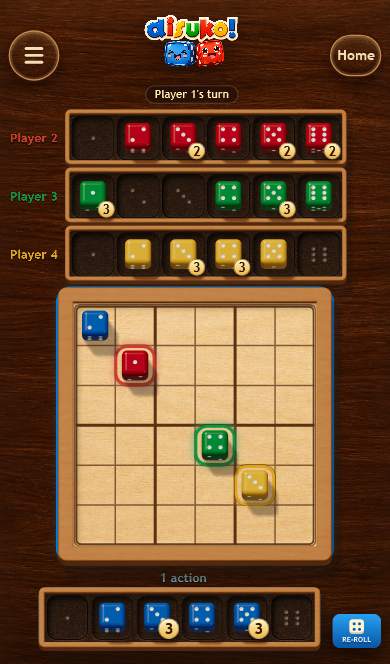 disuko!
Home
Player 1's turn
Player 2
2
2
2
Player 3
3
3
Player 4
3
3
1 action
3
3
RE-ROLL